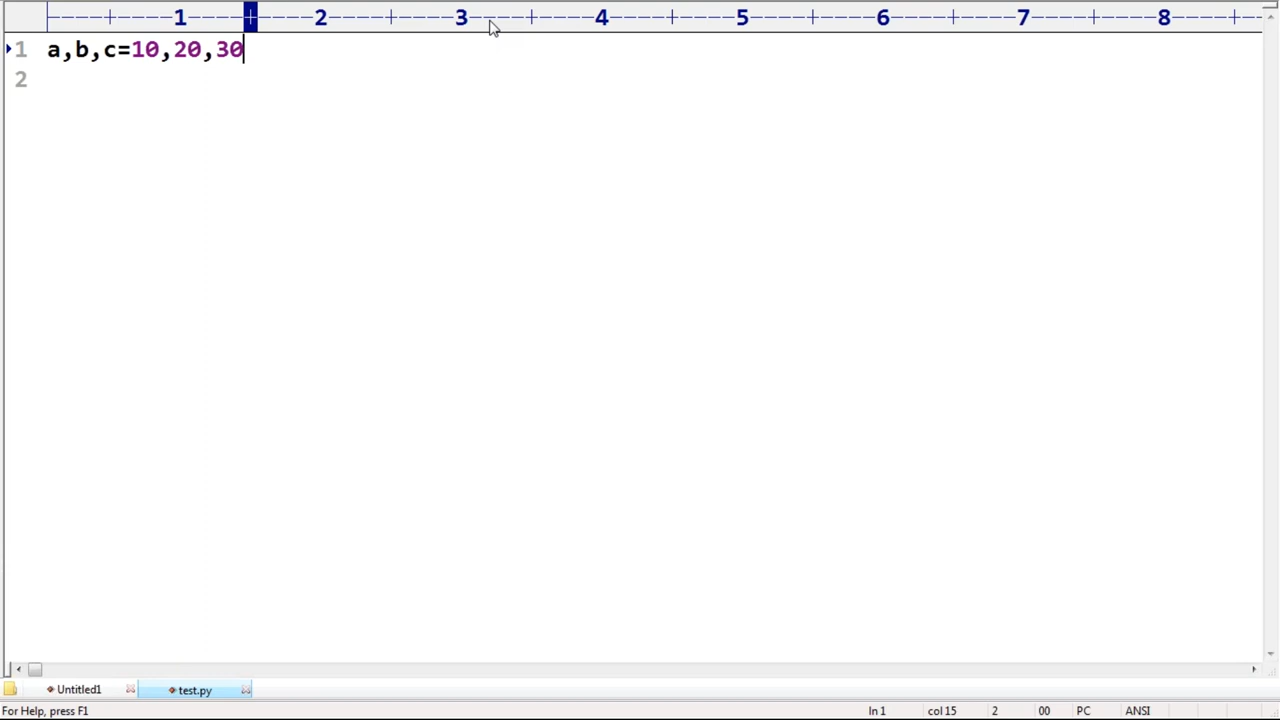 ----+----1----+----2----+----3----+----4----+----5----+----6----+----7----+----8----+-
1 a,b,c=10,20,30
2
Untitled1 test.py
For Help, press F1 ln 1 col 15 2 00 PC ANSI